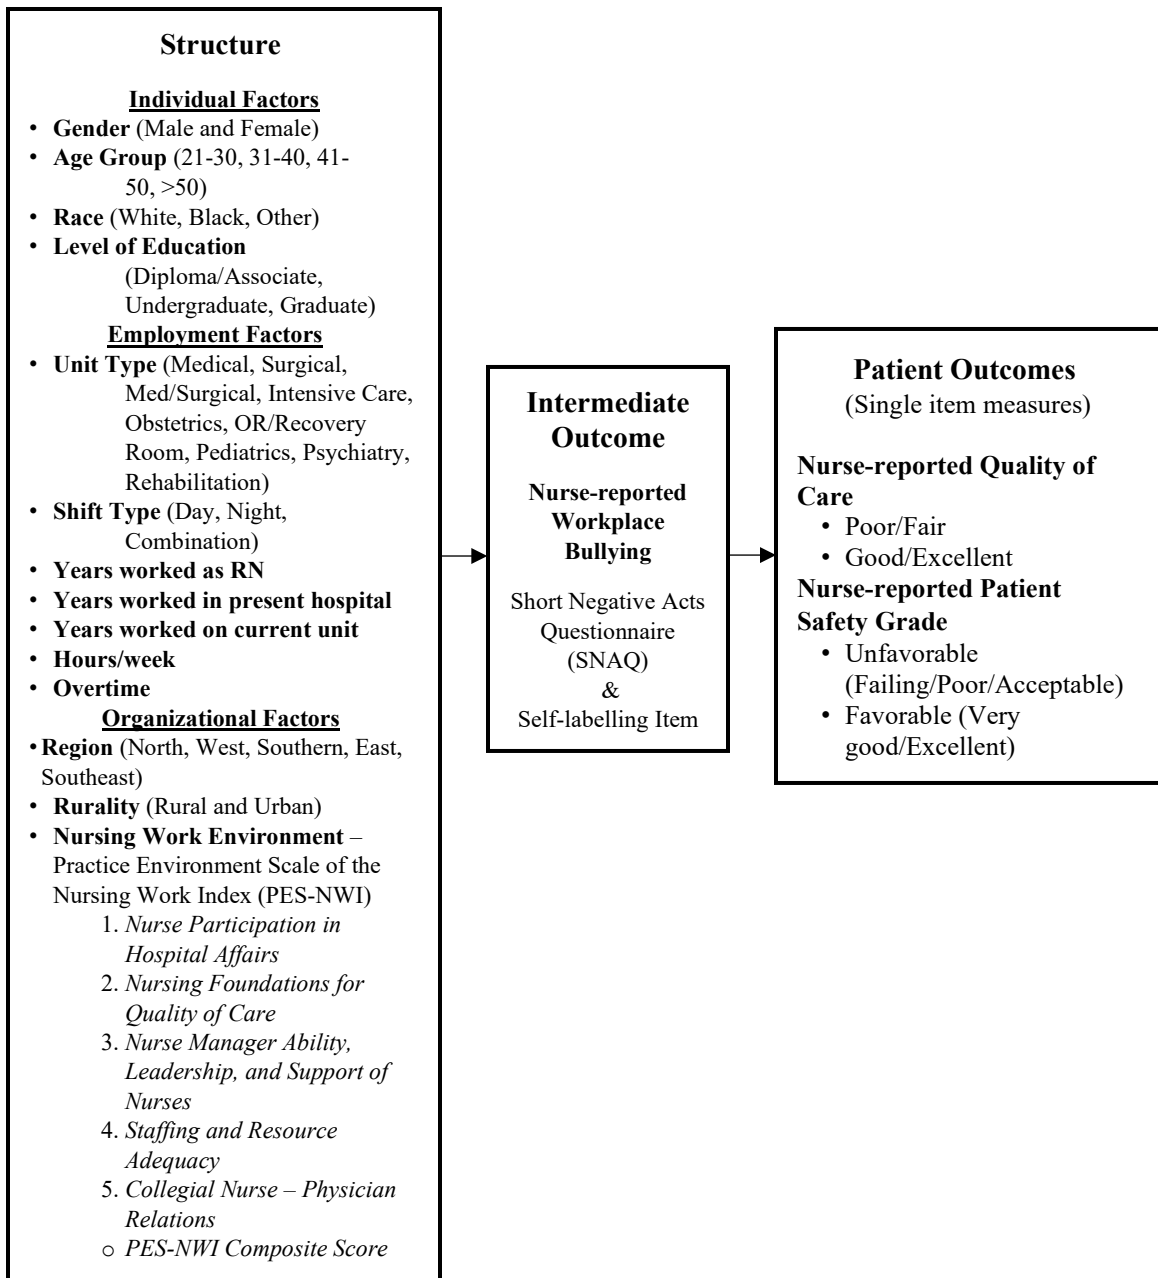 Structure
Individual Factors
• Gender (Male and Female)
• Age Group (21-30, 31-40, 41-
50, >50)
• Race (White, Black, Other)
• Level of Education
(Diploma/Associate,
Undergraduate, Graduate)
Employment Factors
• Unit Type (Medical, Surgical,
Med/Surgical, Intensive Care,
Obstetrics, OR/Recovery
Room, Pediatrics, Psychiatry,
Rehabilitation)
• Shift Type (Day, Night,
Combination)
• Years worked as RN
• Years worked in present hospital
• Years worked on current unit
• Hours/week
• Overtime
Organizational Factors
• Region (North, West, Southern, East,
Southeast)
• Rurality (Rural and Urban)
• Nursing Work Environment –
Practice Environment Scale of the
Nursing Work Index (PES-NWI)
1. Nurse Participation in
Hospital Affairs
2. Nursing Foundations for
Quality of Care
3. Nurse Manager Ability,
Leadership, and Support of
Nurses
4. Staffing and Resource
Adequacy
5. Collegial Nurse – Physician
Relations
o PES-NWI Composite Score
Intermediate
Outcome
Nurse-reported
Workplace
Bullying
Short Negative Acts
Questionnaire
(SNAQ)
&
Self-labelling Item
Patient Outcomes
(Single item measures)
Nurse-reported Quality of
Care
• Poor/Fair
• Good/Excellent
Nurse-reported Patient
Safety Grade
• Unfavorable
(Failing/Poor/Acceptable)
• Favorable (Very
good/Excellent)